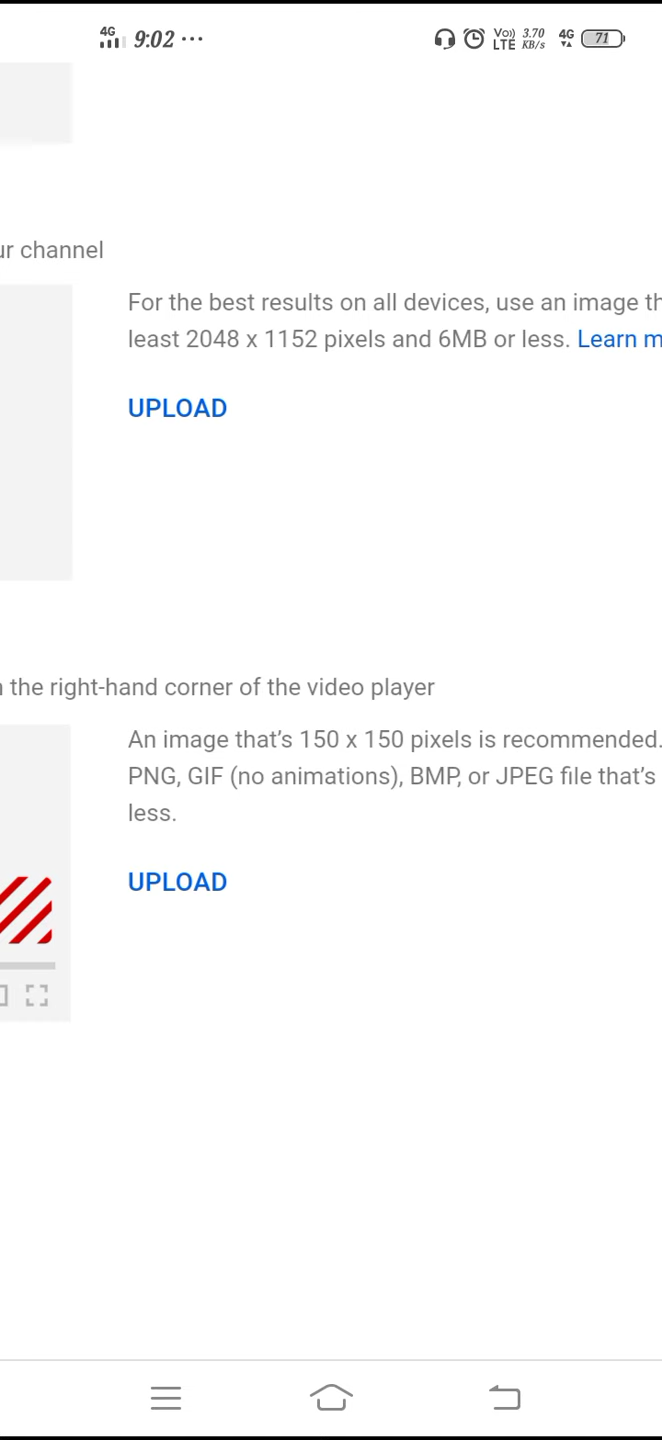 4G 9:02 ··· Vo)) LTE 3.70 KB/s 4G 71
ur channel
For the best results on all devices, use an image th
least 2048 x 1152 pixels and 6MB or less. Learn m
UPLOAD
n the right-hand corner of the video player
An image that's 150 x 150 pixels is recommended.
PNG, GIF (no animations), BMP, or JPEG file that's
less.
UPLOAD